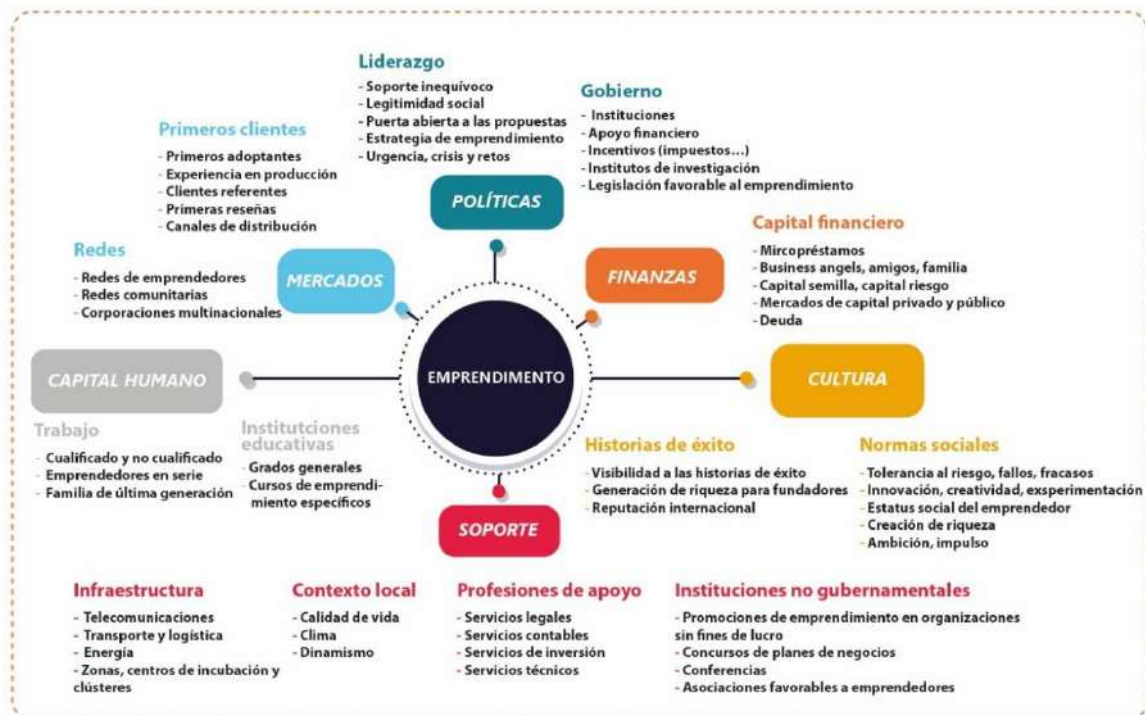 Liderazgo
- Soporte inequívoco
- Legitimidad social
- Puerta abierta a las propuestas
- Estrategia de emprendimiento
- Urgencia, crisis y retos
Gobierno
- Instituciones
- Apoyo financiero
- Incentivos (impuestos...)
- Institutos de investigación
- Legislación favorable al emprendimiento
POLÍTICAS
Primeros clientes
- Primeros adoptantes
- Experiencia en producción
- Clientes referentes
- Primeras reseñas
- Canales de distribución
Redes
- Redes de emprendedores
- Redes comunitarias
- Corporaciones multinacionales
MERCADOS
FINANZAS
Capital financiero
- Mircopréstamos
- Business angels, amigos, familia
- Capital semilla, capital riesgo
- Mercados de capital privado y público
- Deuda
CAPITAL HUMANO
EMPRENDIMENTO
CULTURA
Trabajo
- Cualificado y no cualificado
- Emprendedores en serie
- Familia de última generación
Institutciones
educativas
- Grados generales
- Cursos de emprendi-
miento específicos
Historias de éxito
- Visibilidad a las historias de éxito
- Generación de riqueza para fundadores
- Reputación internacional
Normas sociales
- Tolerancia al riesgo, fallos, fracasos
- Innovación, creatividad, exsperimentación
- Estatus social del emprendedor
- Creación de riqueza
- Ambición, impulso
SOPORTE
Infraestructura
- Telecomunicaciones
- Transporte y logística
- Energía
- Zonas, centros de incubación y
clústeres
Contexto local
- Calidad de vida
- Clima
- Dinamismo
Profesiones de apoyo
- Servicios legales
- Servicios contables
- Servicios de inversión
- Servicios técnicos
Instituciones no gubernamentales
- Promociones de emprendimiento en organizaciones
sin fines de lucro
- Concursos de planes de negocios
- Conferencias
- Asociaciones favorables a emprendedores